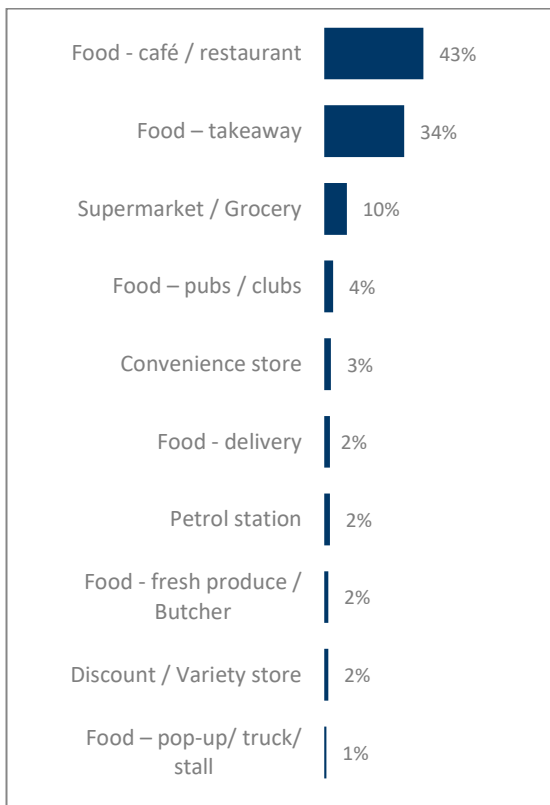 Food - café / restaurant 43%
Food – takeaway 34%
Supermarket / Grocery 10%
Food – pubs / clubs 4%
Convenience store 3%
Food - delivery 2%
Petrol station 2%
Food - fresh produce /
Butcher 2%
Discount / Variety store 2%
Food – pop-up/ truck/
stall 1%